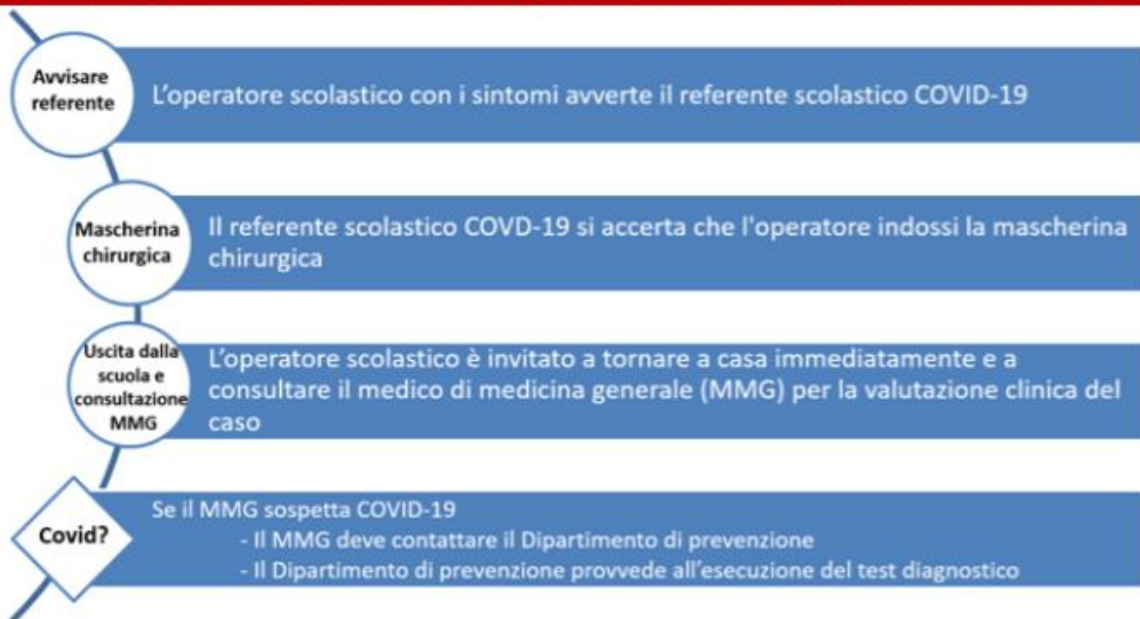 Avvisare
referente
L'operatore scolastico con i sintomi avverte il referente scolastico COVID-19
Mascherina
chirurgica
Il referente scolastico COVD-19 si accerta che l'operatore indossi la mascherina
chirurgica
Uscita dalla
scuola e
consultazione
MMG
L'operatore scolastico è invitato a tornare a casa immediatamente e a
consultare il medico di medicina generale (MMG) per la valutazione clinica del
caso
Covid?
Se il MMG sospetta COVID-19
- Il MMG deve contattare il Dipartimento di prevenzione
- Il Dipartimento di prevenzione provvede all'esecuzione del test diagnostico